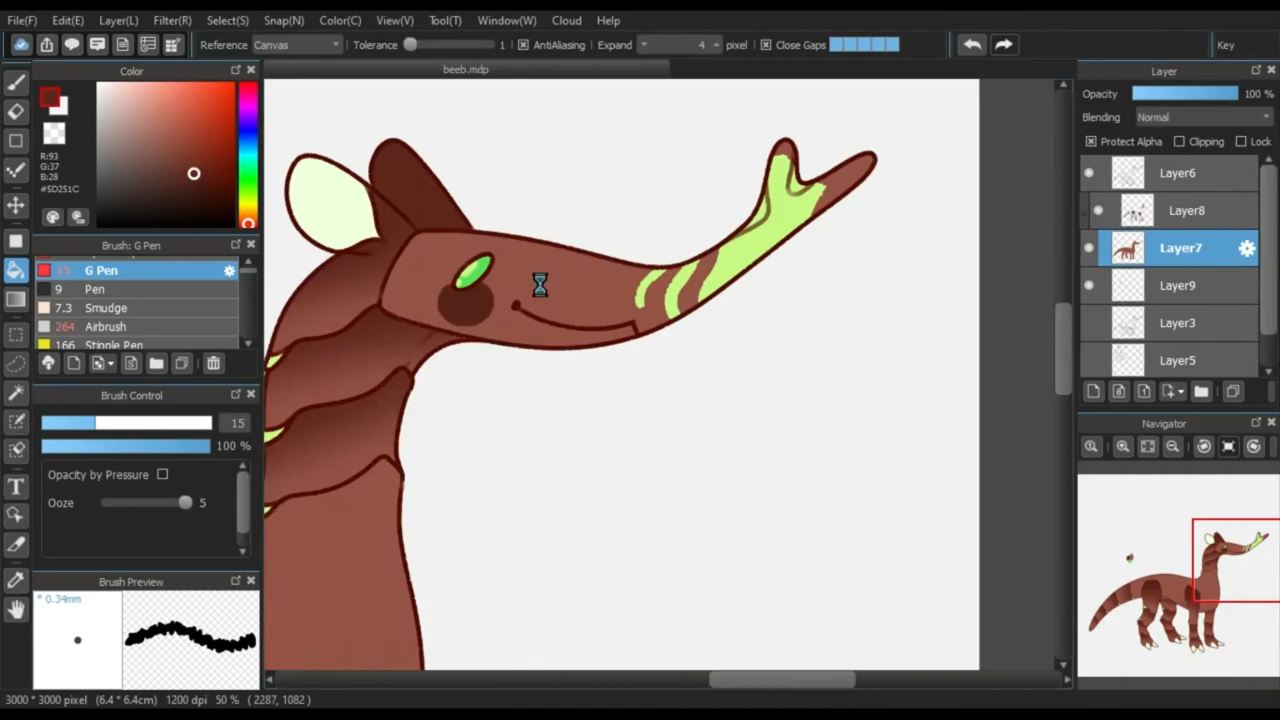 File(F) Edit(E) Layer(L) Filter(R) Select(S) Snap(N) Color(C) View(V) Tool(T) Window(W) Cloud Help
Reference Canvas Tolerance 1 AntiAliasing Expand 4 pixel Close Gaps Key
Color
R:93
G:37
B:28
#5D251C
Brush: G Pen
15 G Pen
9 Pen
7.3 Smudge
264 Airbrush
166 Stipple Pen
Brush Control
15
100 %
Opacity by Pressure
Ooze 5
Brush Preview
* 0.34mm
beeb.mdp
Layer
Opacity 100 %
Blending Normal
Protect Alpha Clipping Lock
Layer6
Layer8
Layer7
Layer9
Layer3
Layer5
Navigator
3000 * 3000 pixel (6.4 * 6.4cm) 1200 dpi 50 % ( 2287, 1082 )